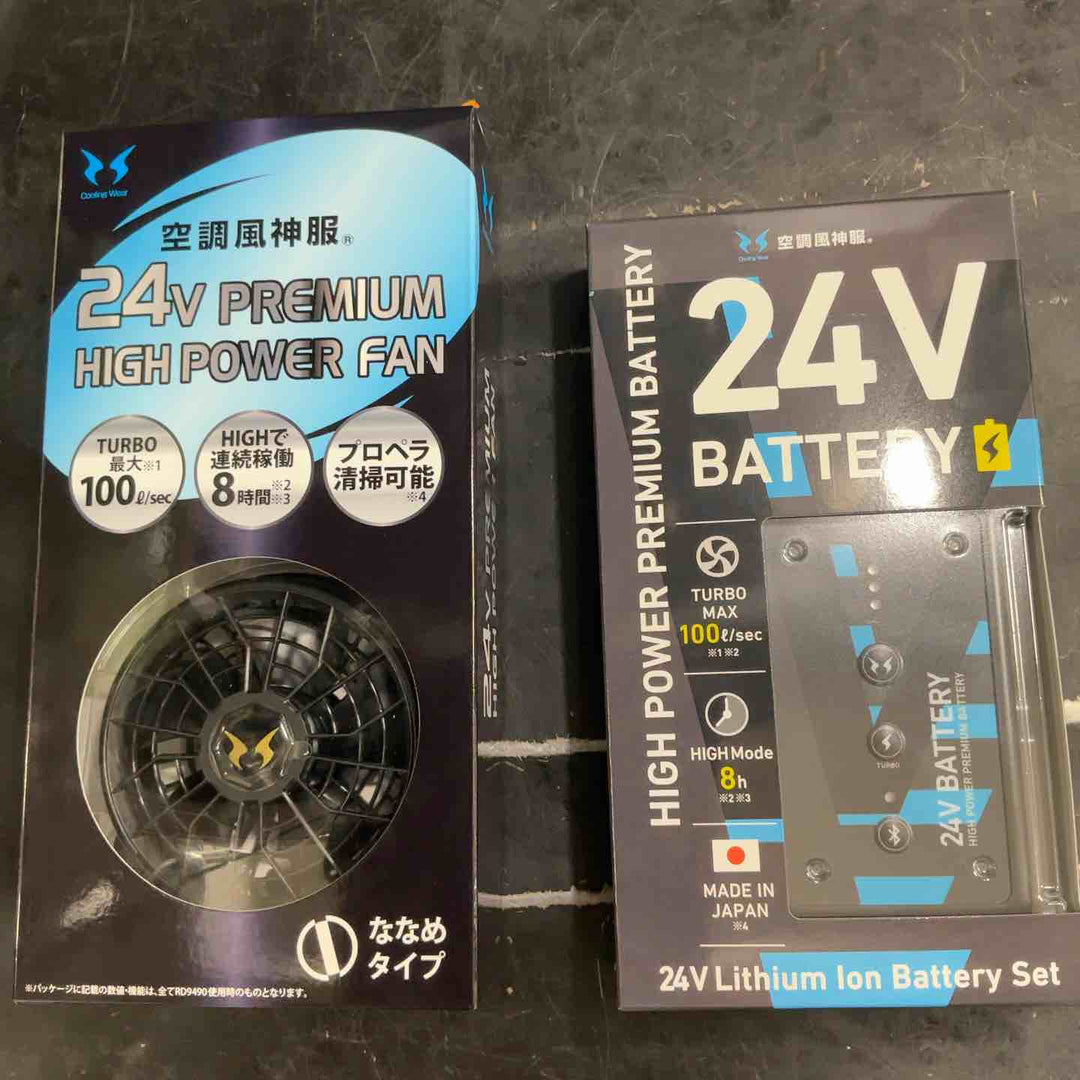 Cooling Wear
空調風神服®
24V PREMIUM
HIGH POWER FAN
TURBO
最大※1
100ℓ/sec
HIGHで
連続稼働
8時間※2※3
プロペラ
清掃可能
※4
ななめ
タイプ
※パッケージに記載の数値・機能は、全てRD9490使用時のものとなります。
24V PREMIUM
HIGH POWER FAN
Cooling Wear
空調風神服®
24V
BATTERY
HIGH POWER PREMIUM BATTERY
TURBO
MAX
100ℓ/sec
※1※2
HIGH Mode
8h
※2※3
MADE IN
JAPAN
※4
TURBO
24V BATTERY
HIGH POWER PREMIUM BATTERY
24V Lithium Ion Battery Set